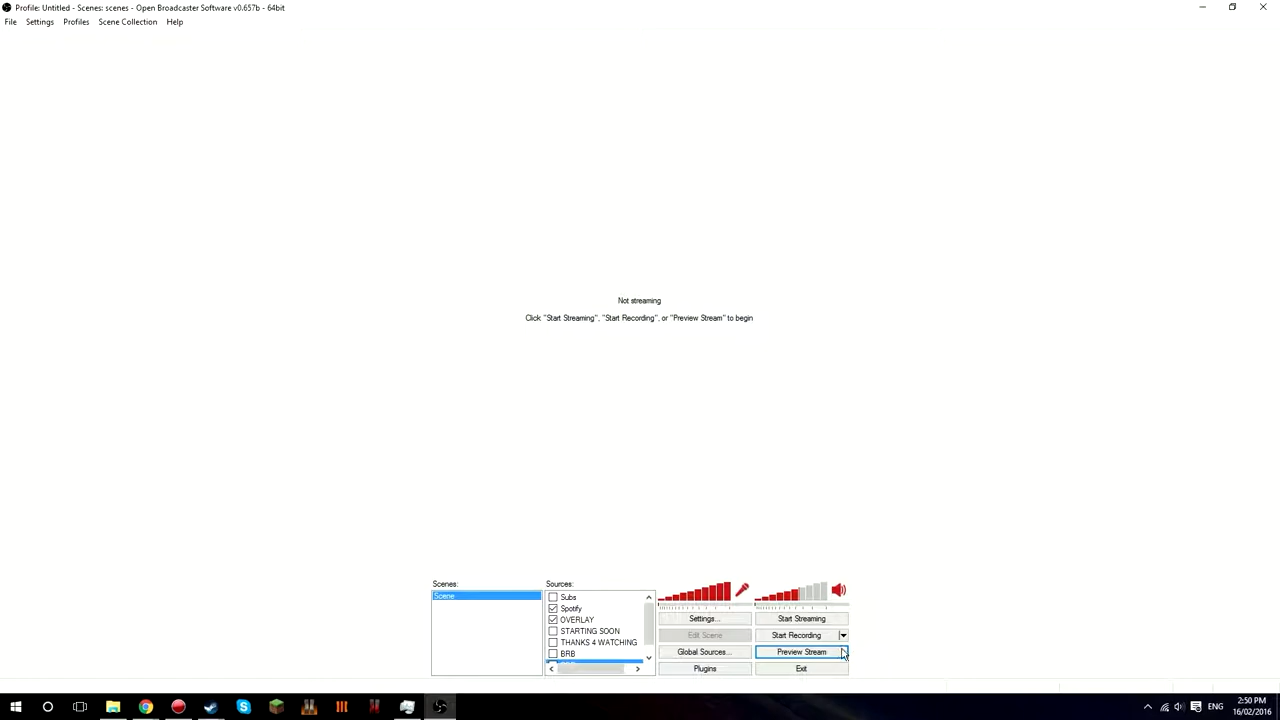 Profile: Untitled - Scenes: scenes - Open Broadcaster Software v0.657b - 64bit
File Settings Profiles Scene Collection Help
Not streaming
Click "Start Streaming", "Start Recording", or "Preview Stream" to begin
Scenes:
Scene
Sources:
Subs
Spotify
OVERLAY
STARTING SOON
THANKS 4 WATCHING
BRB
Settings...
Start Streaming
Edit Scene
Start Recording
Global Sources...
Preview Stream
Plugins
Exit
ENG
2:50 PM
16/02/2016